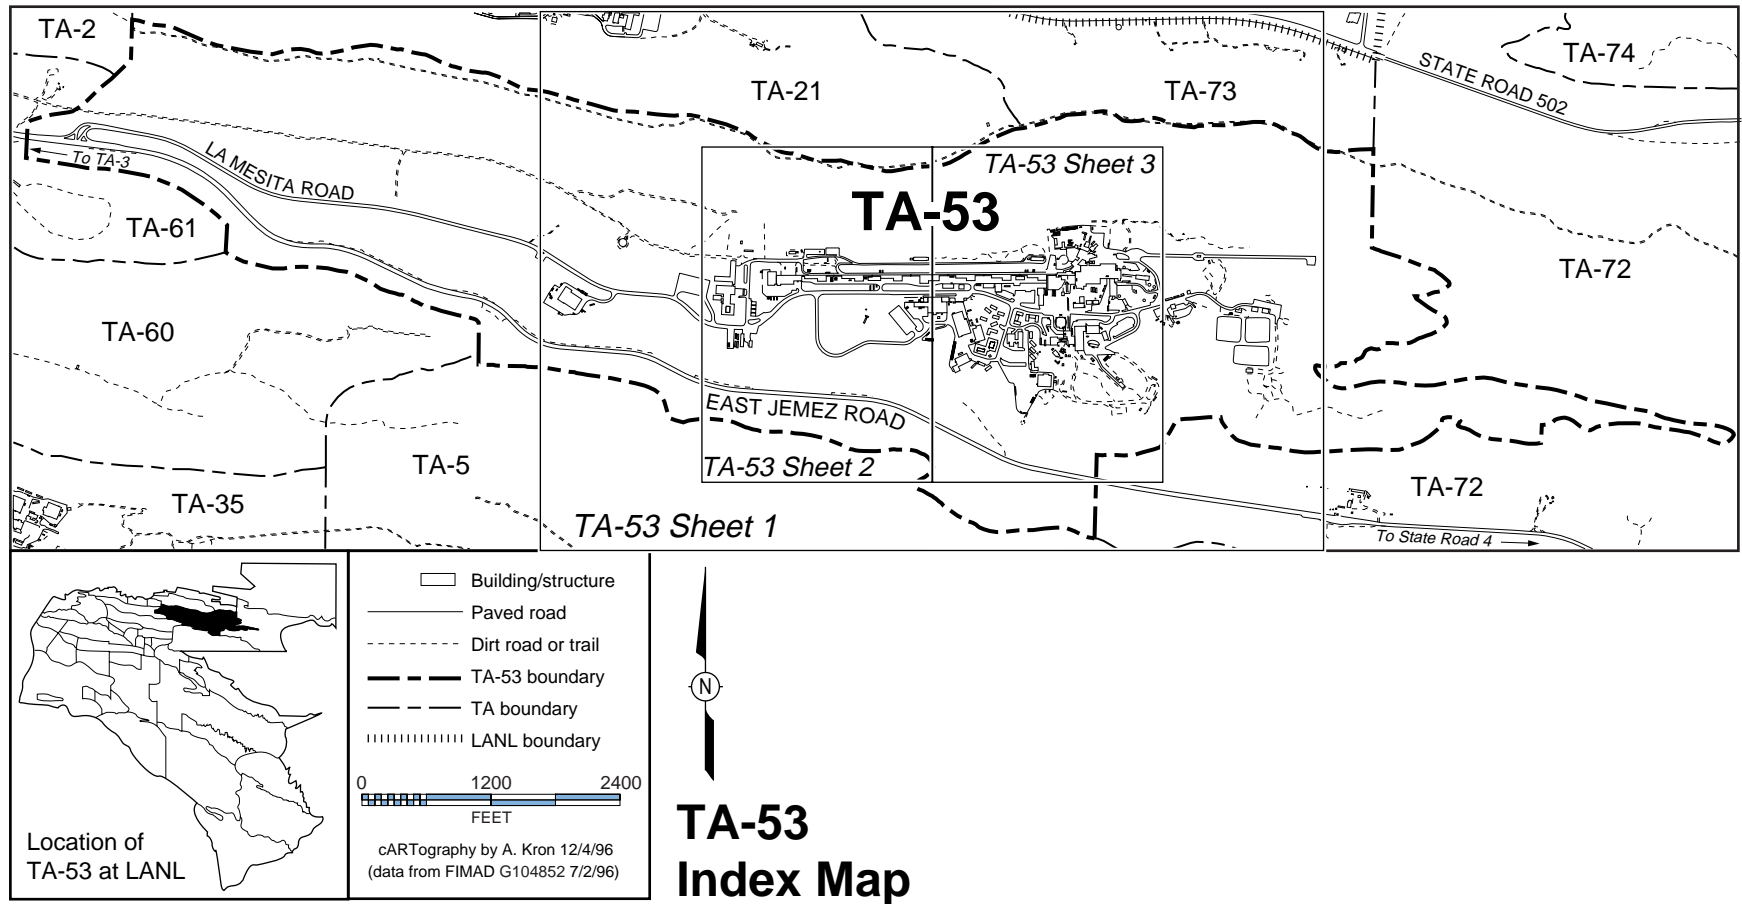 TA-2
TA-74
STATE ROAD 502
TA-21
TA-73
To TA-3
LA MESITA ROAD
TA-53 Sheet 3
TA-53
TA-61
TA-72
TA-60
EAST JEMEZ ROAD
TA-5
TA-53 Sheet 2
TA-72
TA-35
TA-53 Sheet 1
To State Road 4
Building/structure
Paved road
Dirt road or trail
TA-53 boundary
TA boundary
LANL boundary
0 1200 2400
FEET
cARTography by A. Kron 12/4/96
(data from FIMAD G104852 7/2/96)
Location of
TA-53 at LANL
N
TA-53
Index Map